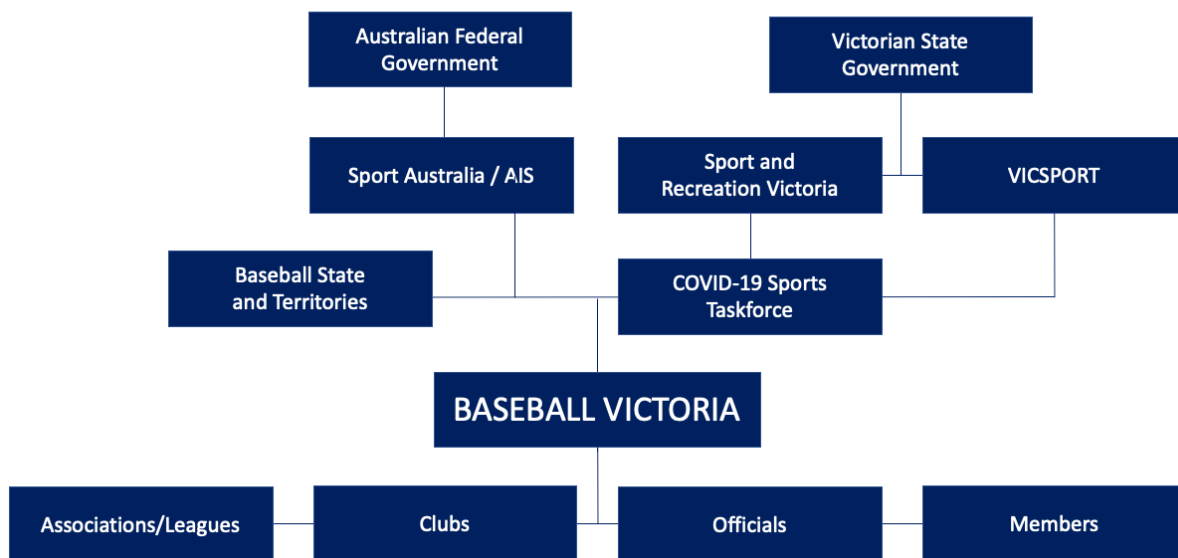 Australian Federal
Government
Victorian State
Government
Sport Australia / AIS
Sport and
Recreation Victoria
VICSPORT
Baseball State
and Territories
COVID-19 Sports
Taskforce
BASEBALL VICTORIA
Associations/Leagues
Clubs
Officials
Members